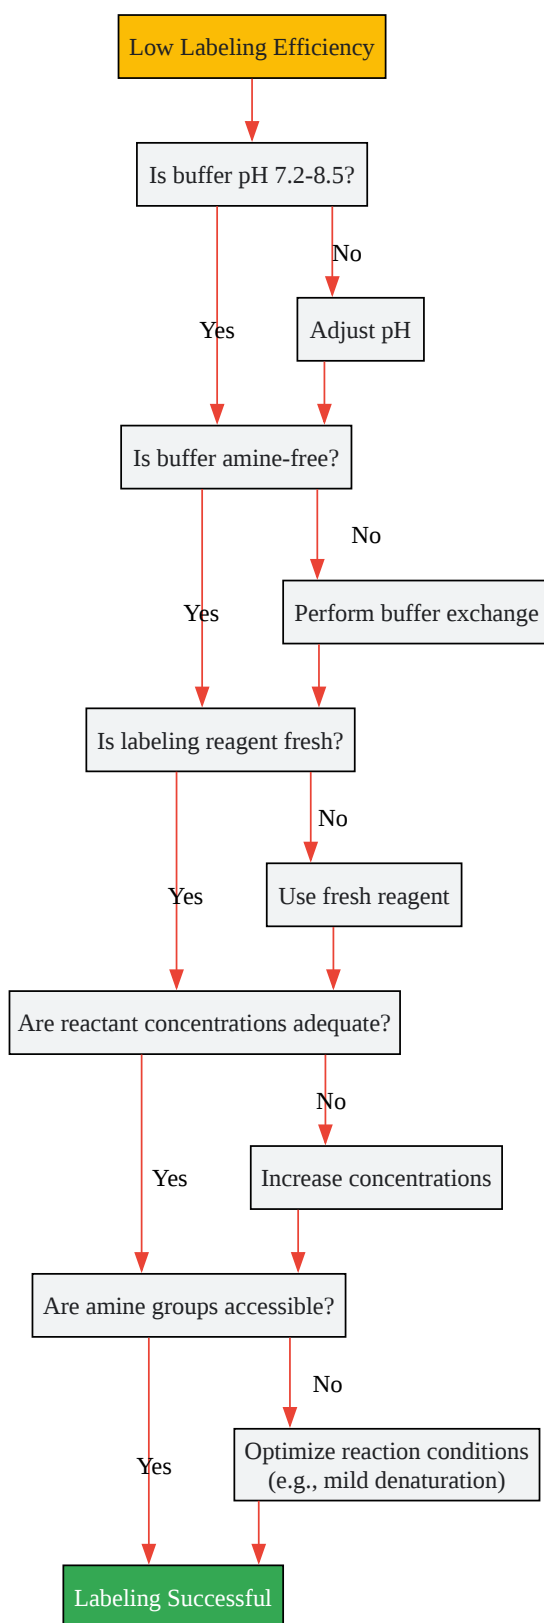 Low Labeling Efficiency
Is buffer pH 7.2-8.5?
No
Yes
Adjust pH
Is buffer amine-free?
No
Yes
Perform buffer exchange
Is labeling reagent fresh?
No
Yes
Use fresh reagent
Are reactant concentrations adequate?
No
Yes
Increase concentrations
Are amine groups accessible?
No
Yes
Optimize reaction conditions
(e.g., mild denaturation)
Labeling Successful